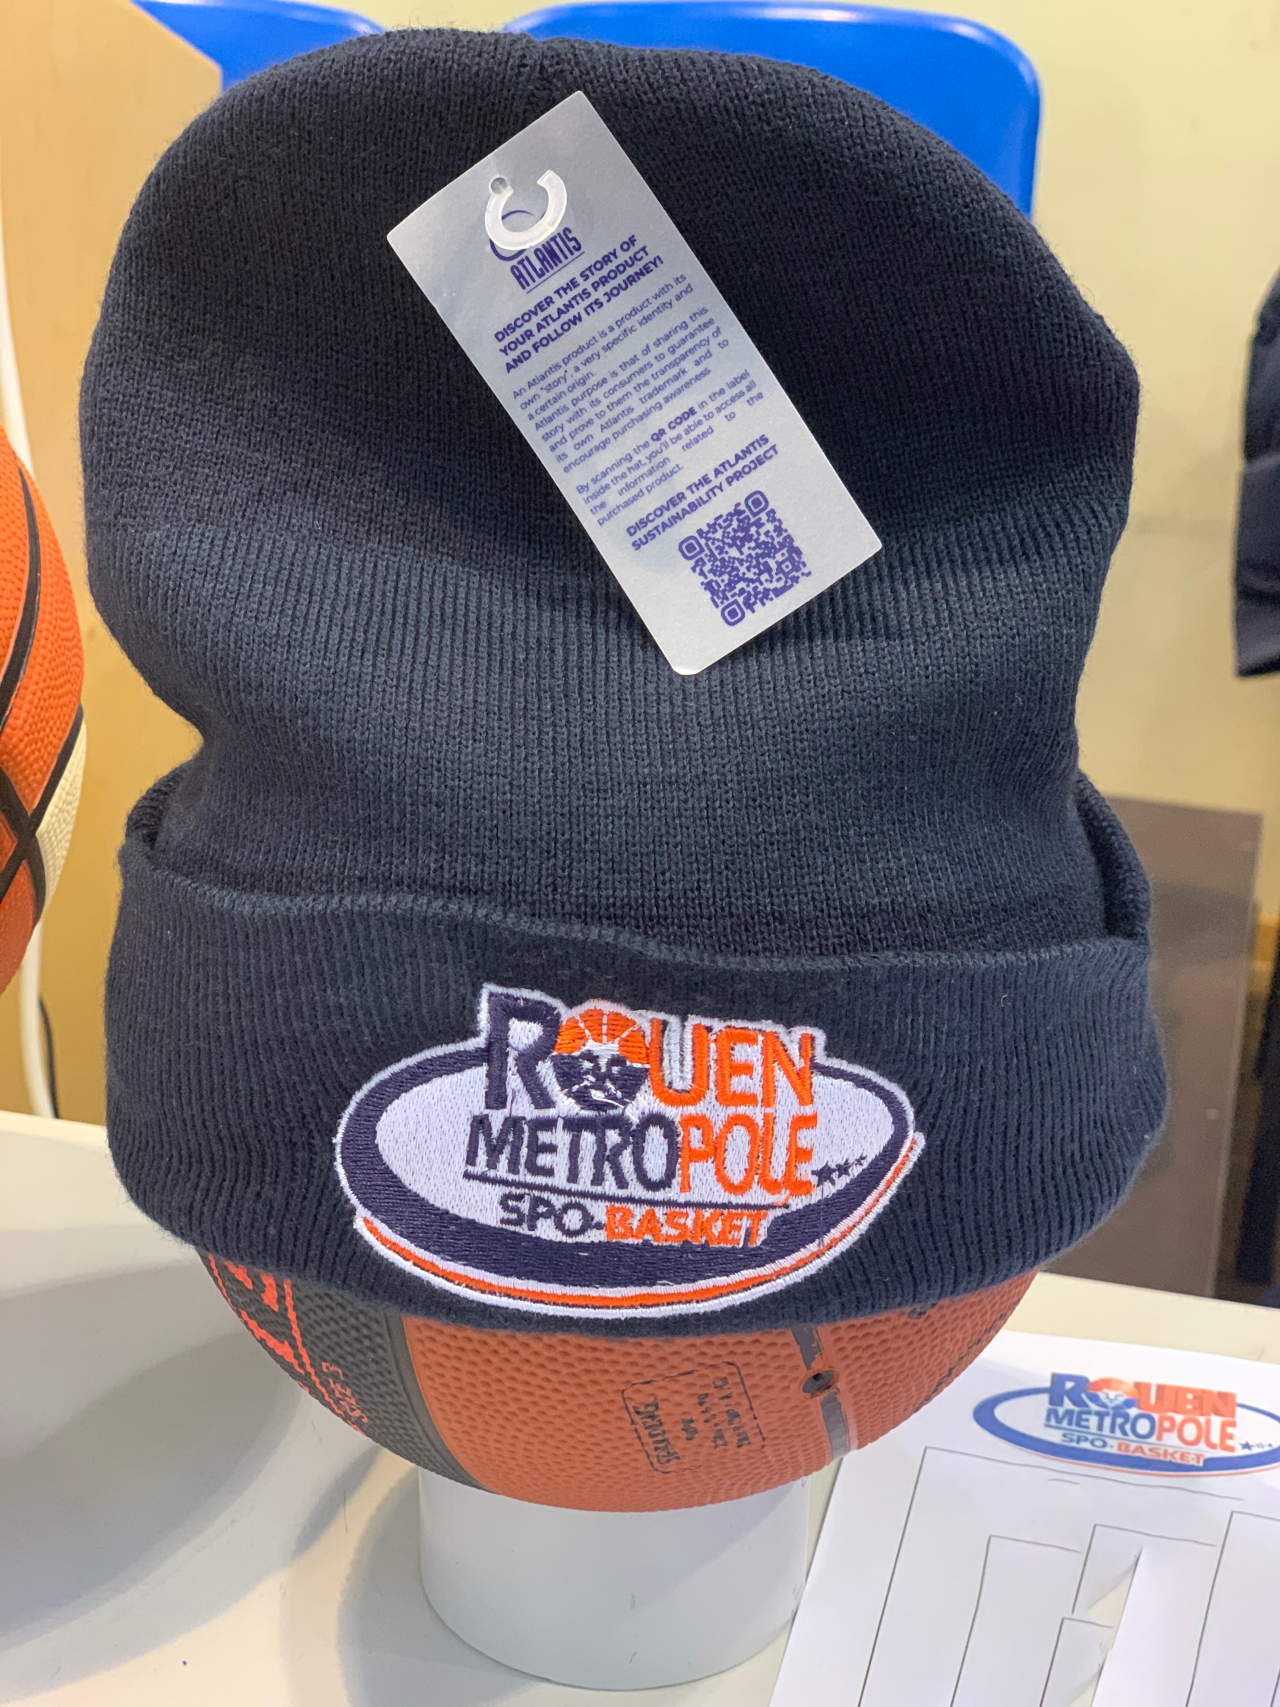 ATLANTIS
DISCOVER THE STORY OF
YOUR ATLANTIS PRODUCT
AND FOLLOW ITS JOURNEY!
An Atlantis product is a product with its
own "story", a very specific identity and
a certain origin.
Atlantis purpose is that of sharing this
story with its consumers to guarantee
and prove to them the transparency of
its own Atlantis trademark and to
encourage purchasing awareness.
By scanning the QR CODE in the label
inside the hat, you'll be able to access all
the information related to the
purchased product.
DISCOVER THE ATLANTIS
SUSTAINABILITY PROJECT
ROUEN
METROPOLE
SPO-BASKET
ROUEN
METROPOLE
SPO-BASKET